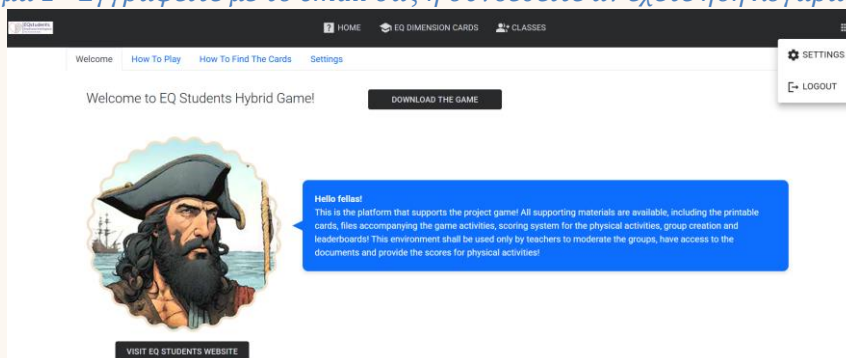 HOME EQ DIMENSION CARDS CLASSES
SETTINGS
LOGOUT
Welcome How To Play How To Find The Cards Settings
Welcome to EQ Students Hybrid Game!
DOWNLOAD THE GAME
Hello fellas!
This is the platform that supports the project game! All supporting materials are available, including the printable
cards, files accompanying the game activities, scoring system for the physical activities, group creation and
leaderboards! This environment shall be used only by teachers to moderate the groups, have access to the
documents and provide the scores for physical activities!
VISIT EQ STUDENTS WEBSITE